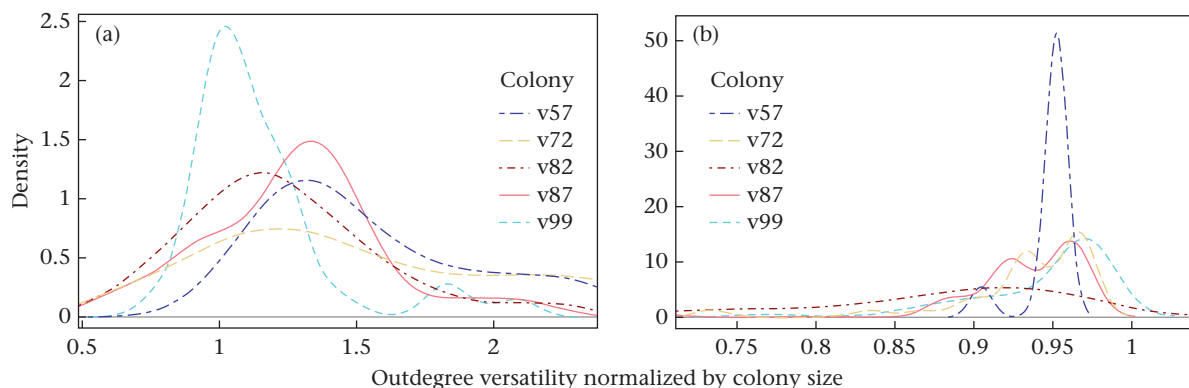 (a)
Density
2.5
2
1.5
1
0.5
0
0.5
1
1.5
2
Colony
v57
v72
v82
v87
v99
(b)
50
40
30
20
10
0
0.75
0.8
0.85
0.9
0.95
1
Colony
v57
v72
v82
v87
v99
Outdegree versatility normalized by colony size